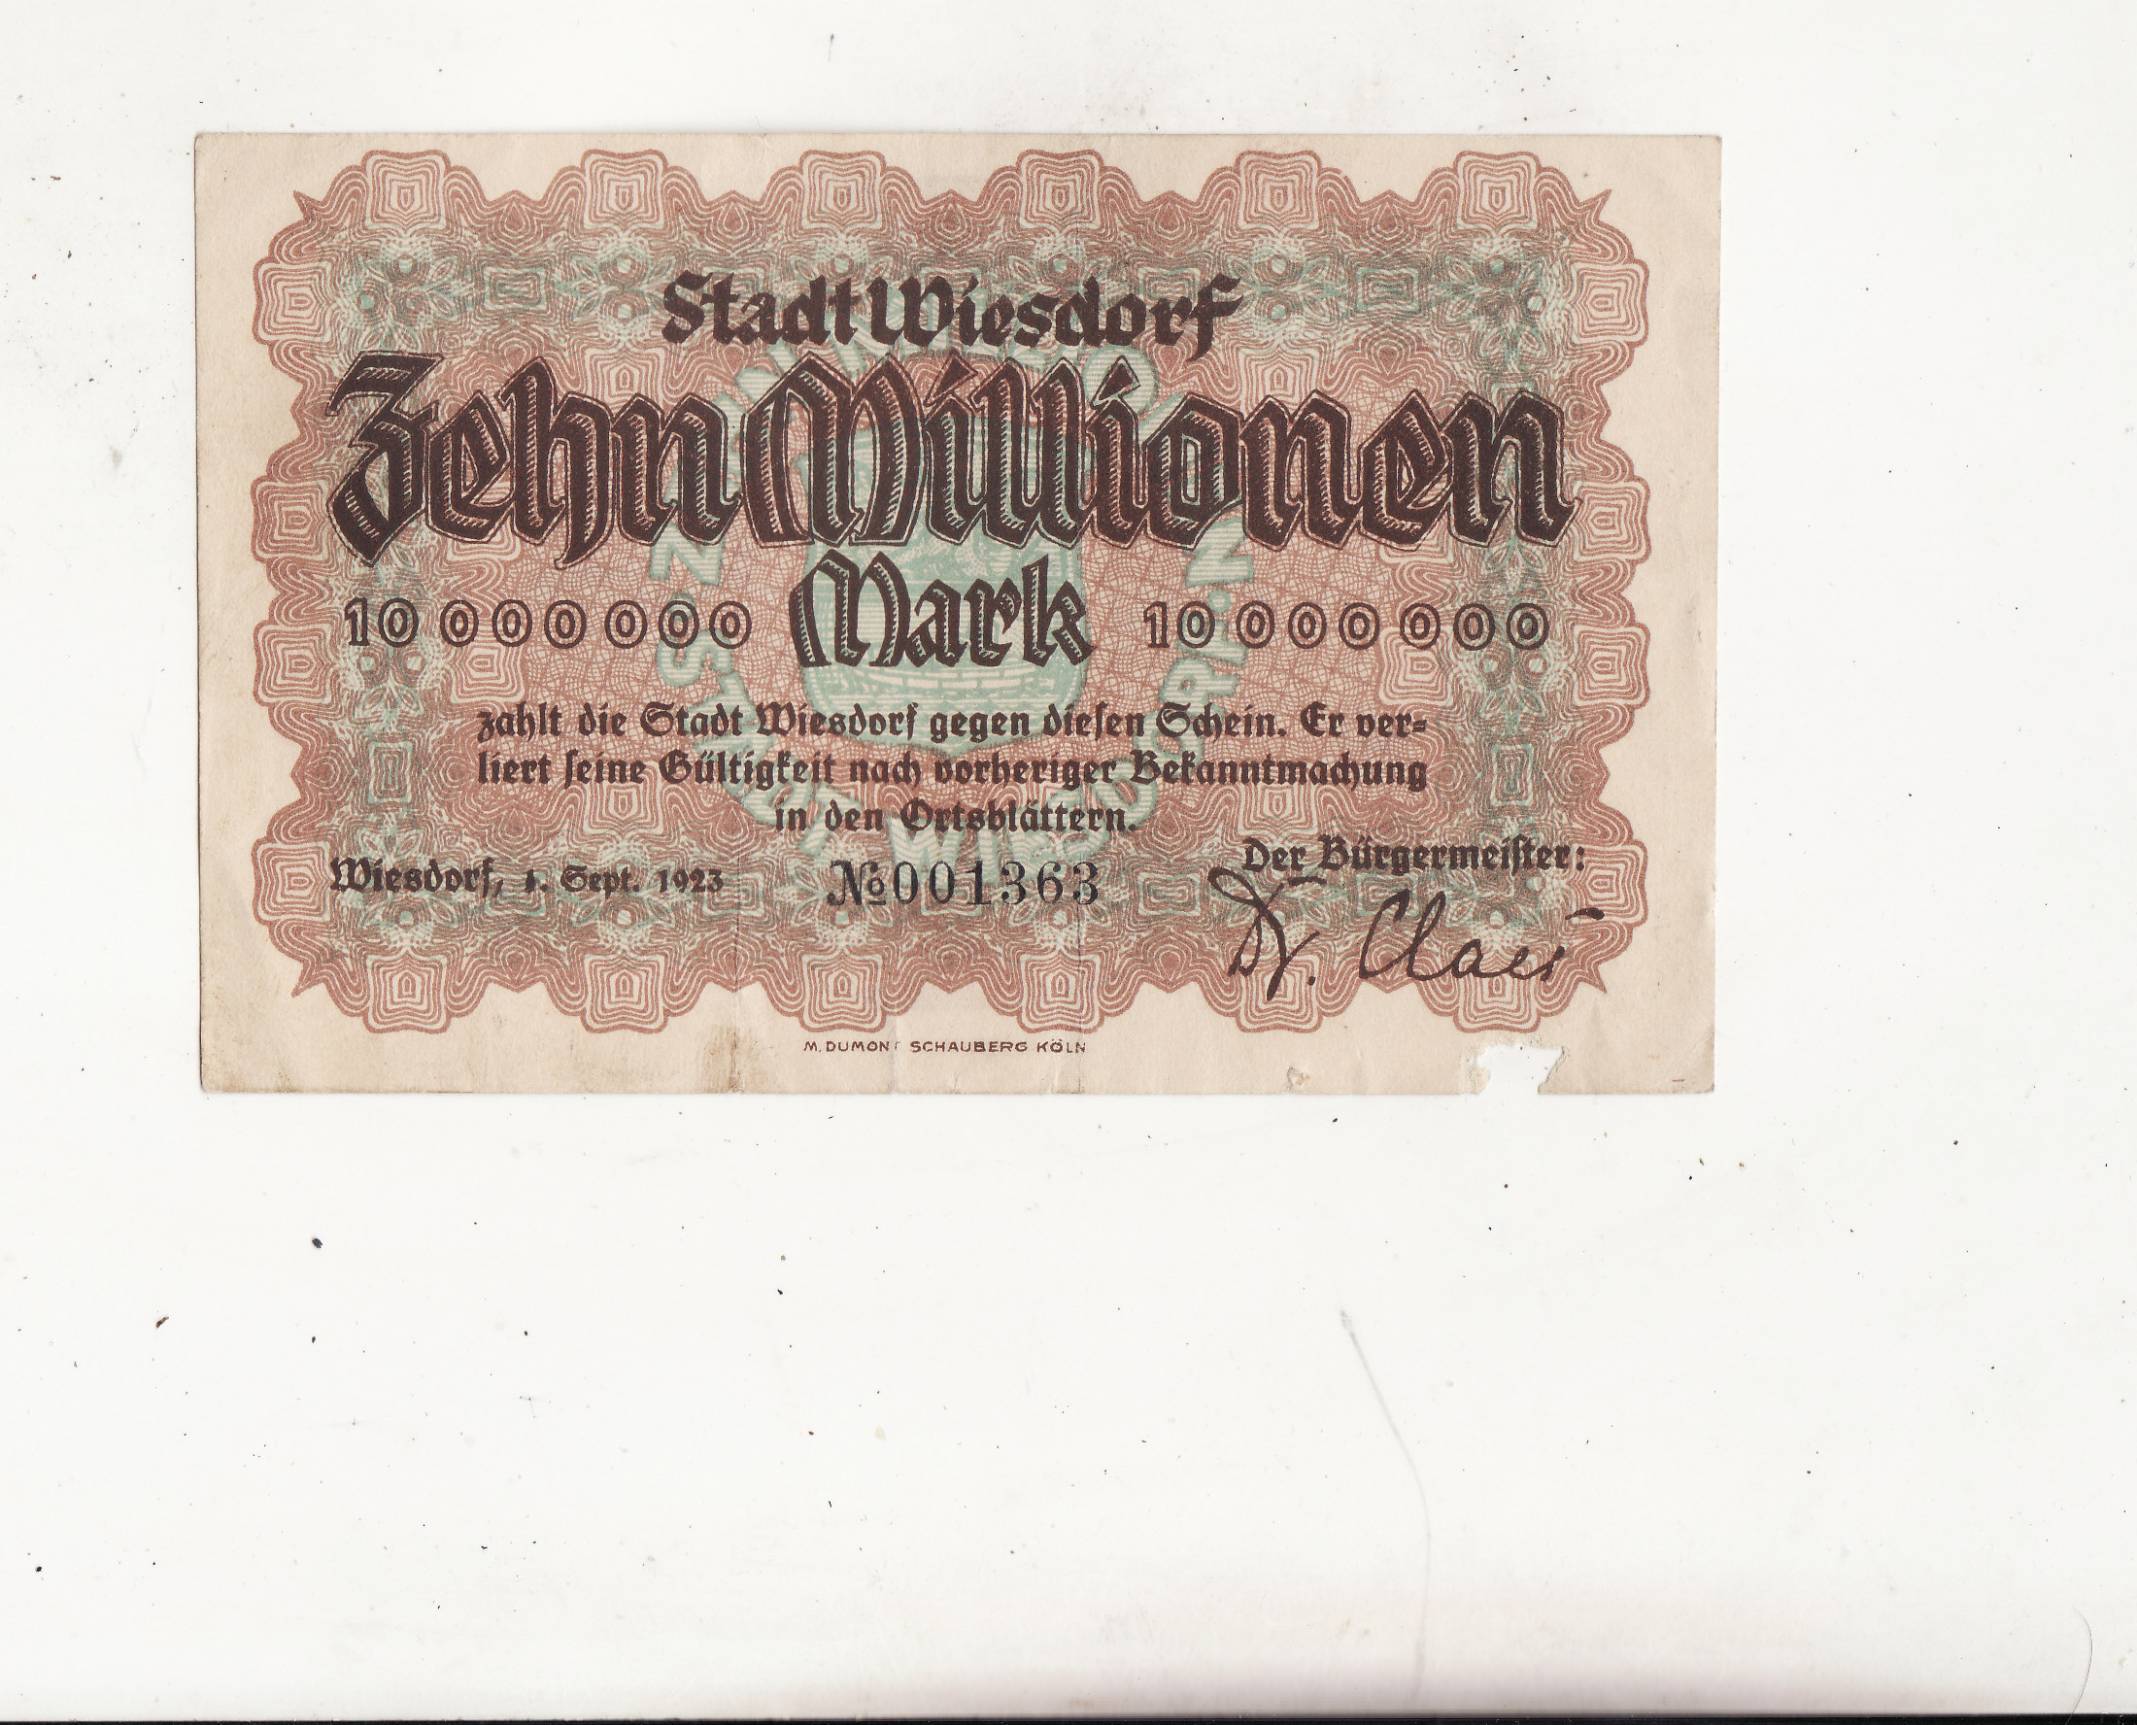 Stadt Wiesdorf
Zehn Millionen
Mark
10 000 000 10 000 000
zahlt die Stadt Wiesdorf gegen diesen Schein. Er ver-
liert seine Gültigkeit nach vorheriger Bekanntmachung
in den Ortsblättern.
Wiesdorf, 1. Sept. 1923
№001363
Der Bürgermeister:
Dr. Claes
M. DUMONT SCHAUBERG KÖLN